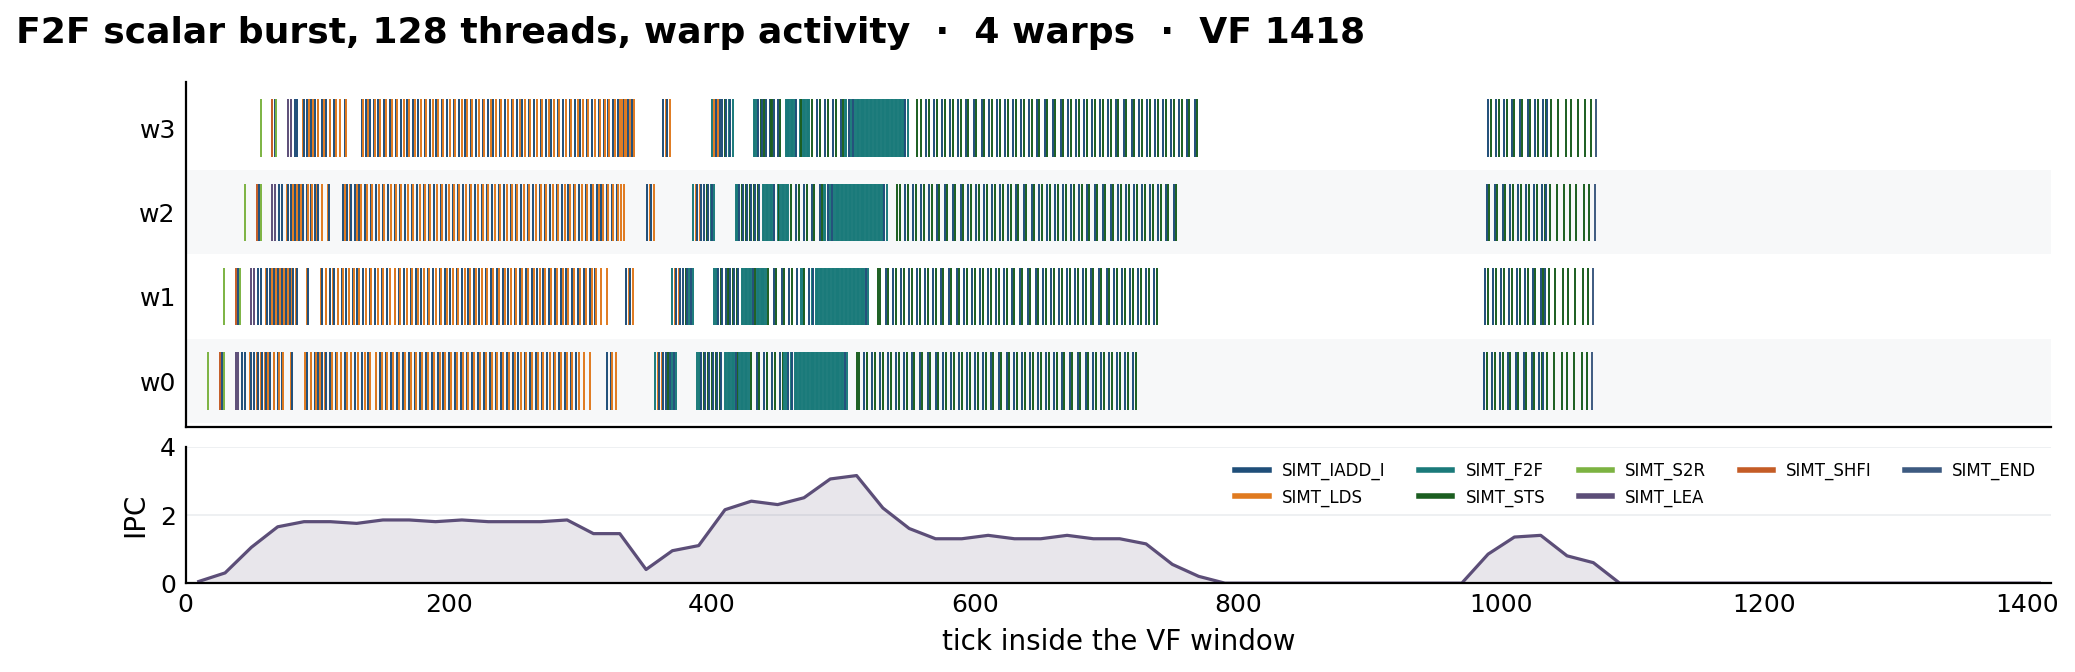 F2F scalar burst, 128 threads, warp activity · 4 warps · VF 1418
w3
w2
w1
w0
4
2
0
IPC
SIMT_IADD_I SIMT_F2F SIMT_S2R SIMT_SHFI SIMT_END
SIMT_LDS SIMT_STS SIMT_LEA
0 200 400 600 800 1000 1200 1400
tick inside the VF window